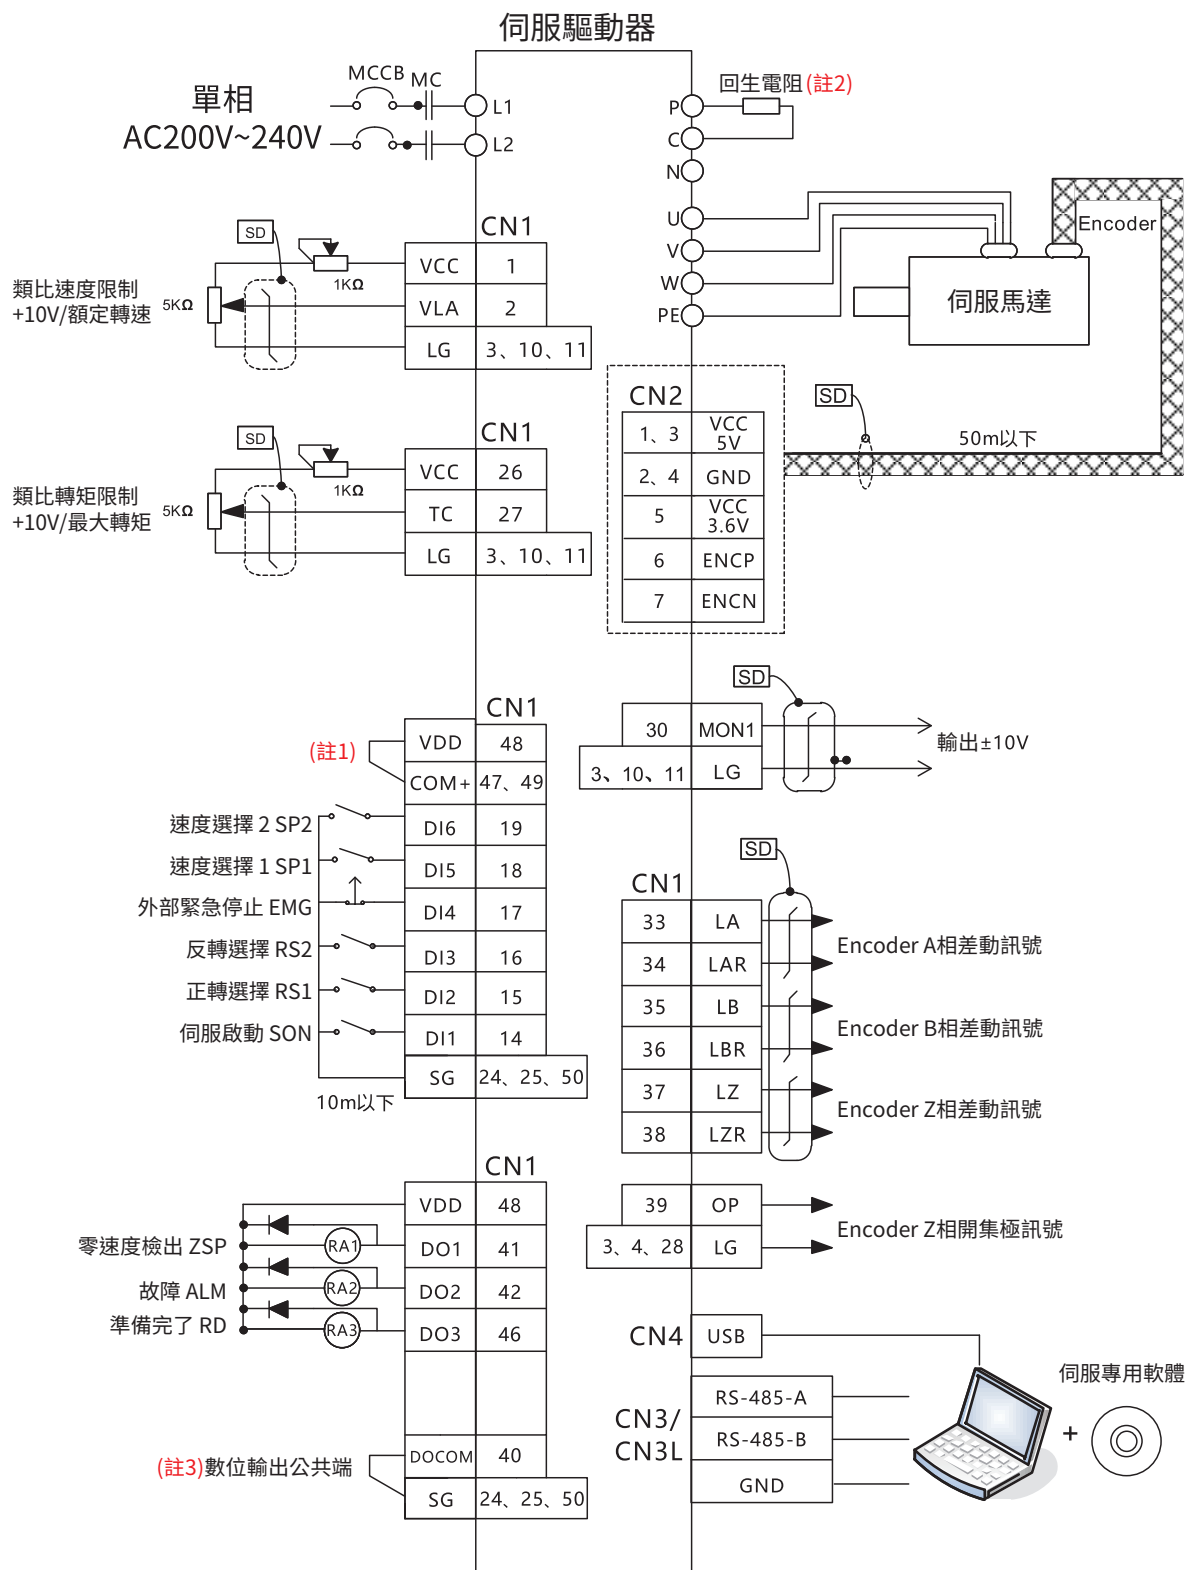 伺服驅動器
單相
AC200V~240V
MCCB
MC
L1
L2
P
C
N
U
V
W
PE
回生電阻(註2)
Encoder
伺服馬達
SD
50m以下
CN1
SD
類比速度限制
+10V/額定轉速
5KΩ
1KΩ
VCC 1
VLA 2
LG 3、10、11
CN1
SD
類比轉矩限制
+10V/最大轉矩
5KΩ
1KΩ
VCC 26
TC 27
LG 3、10、11
CN2
1、3 VCC 5V
2、4 GND
5 VCC 3.6V
6 ENCP
7 ENCN
CN1
(註1)
VDD 48
COM+ 47、49
速度選擇 2 SP2 DI6 19
速度選擇 1 SP1 DI5 18
外部緊急停止 EMG DI4 17
反轉選擇 RS2 DI3 16
正轉選擇 RS1 DI2 15
伺服啟動 SON DI1 14
SG 24、25、50
10m以下
SD
30 MON1
3、10、11 LG
輸出±10V
SD
CN1
33 LA
34 LAR
Encoder A相差動訊號
35 LB
36 LBR
Encoder B相差動訊號
37 LZ
38 LZR
Encoder Z相差動訊號
39 OP
3、4、28 LG
Encoder Z相開集極訊號
CN1
VDD 48
零速度檢出 ZSP RA1 DO1 41
故障 ALM RA2 DO2 42
準備完了 RD RA3 DO3 46
DOCOM 40
(註3)數位輸出公共端
SG 24、25、50
CN4 USB
CN3/
CN3L
RS-485-A
RS-485-B
GND
伺服專用軟體
+